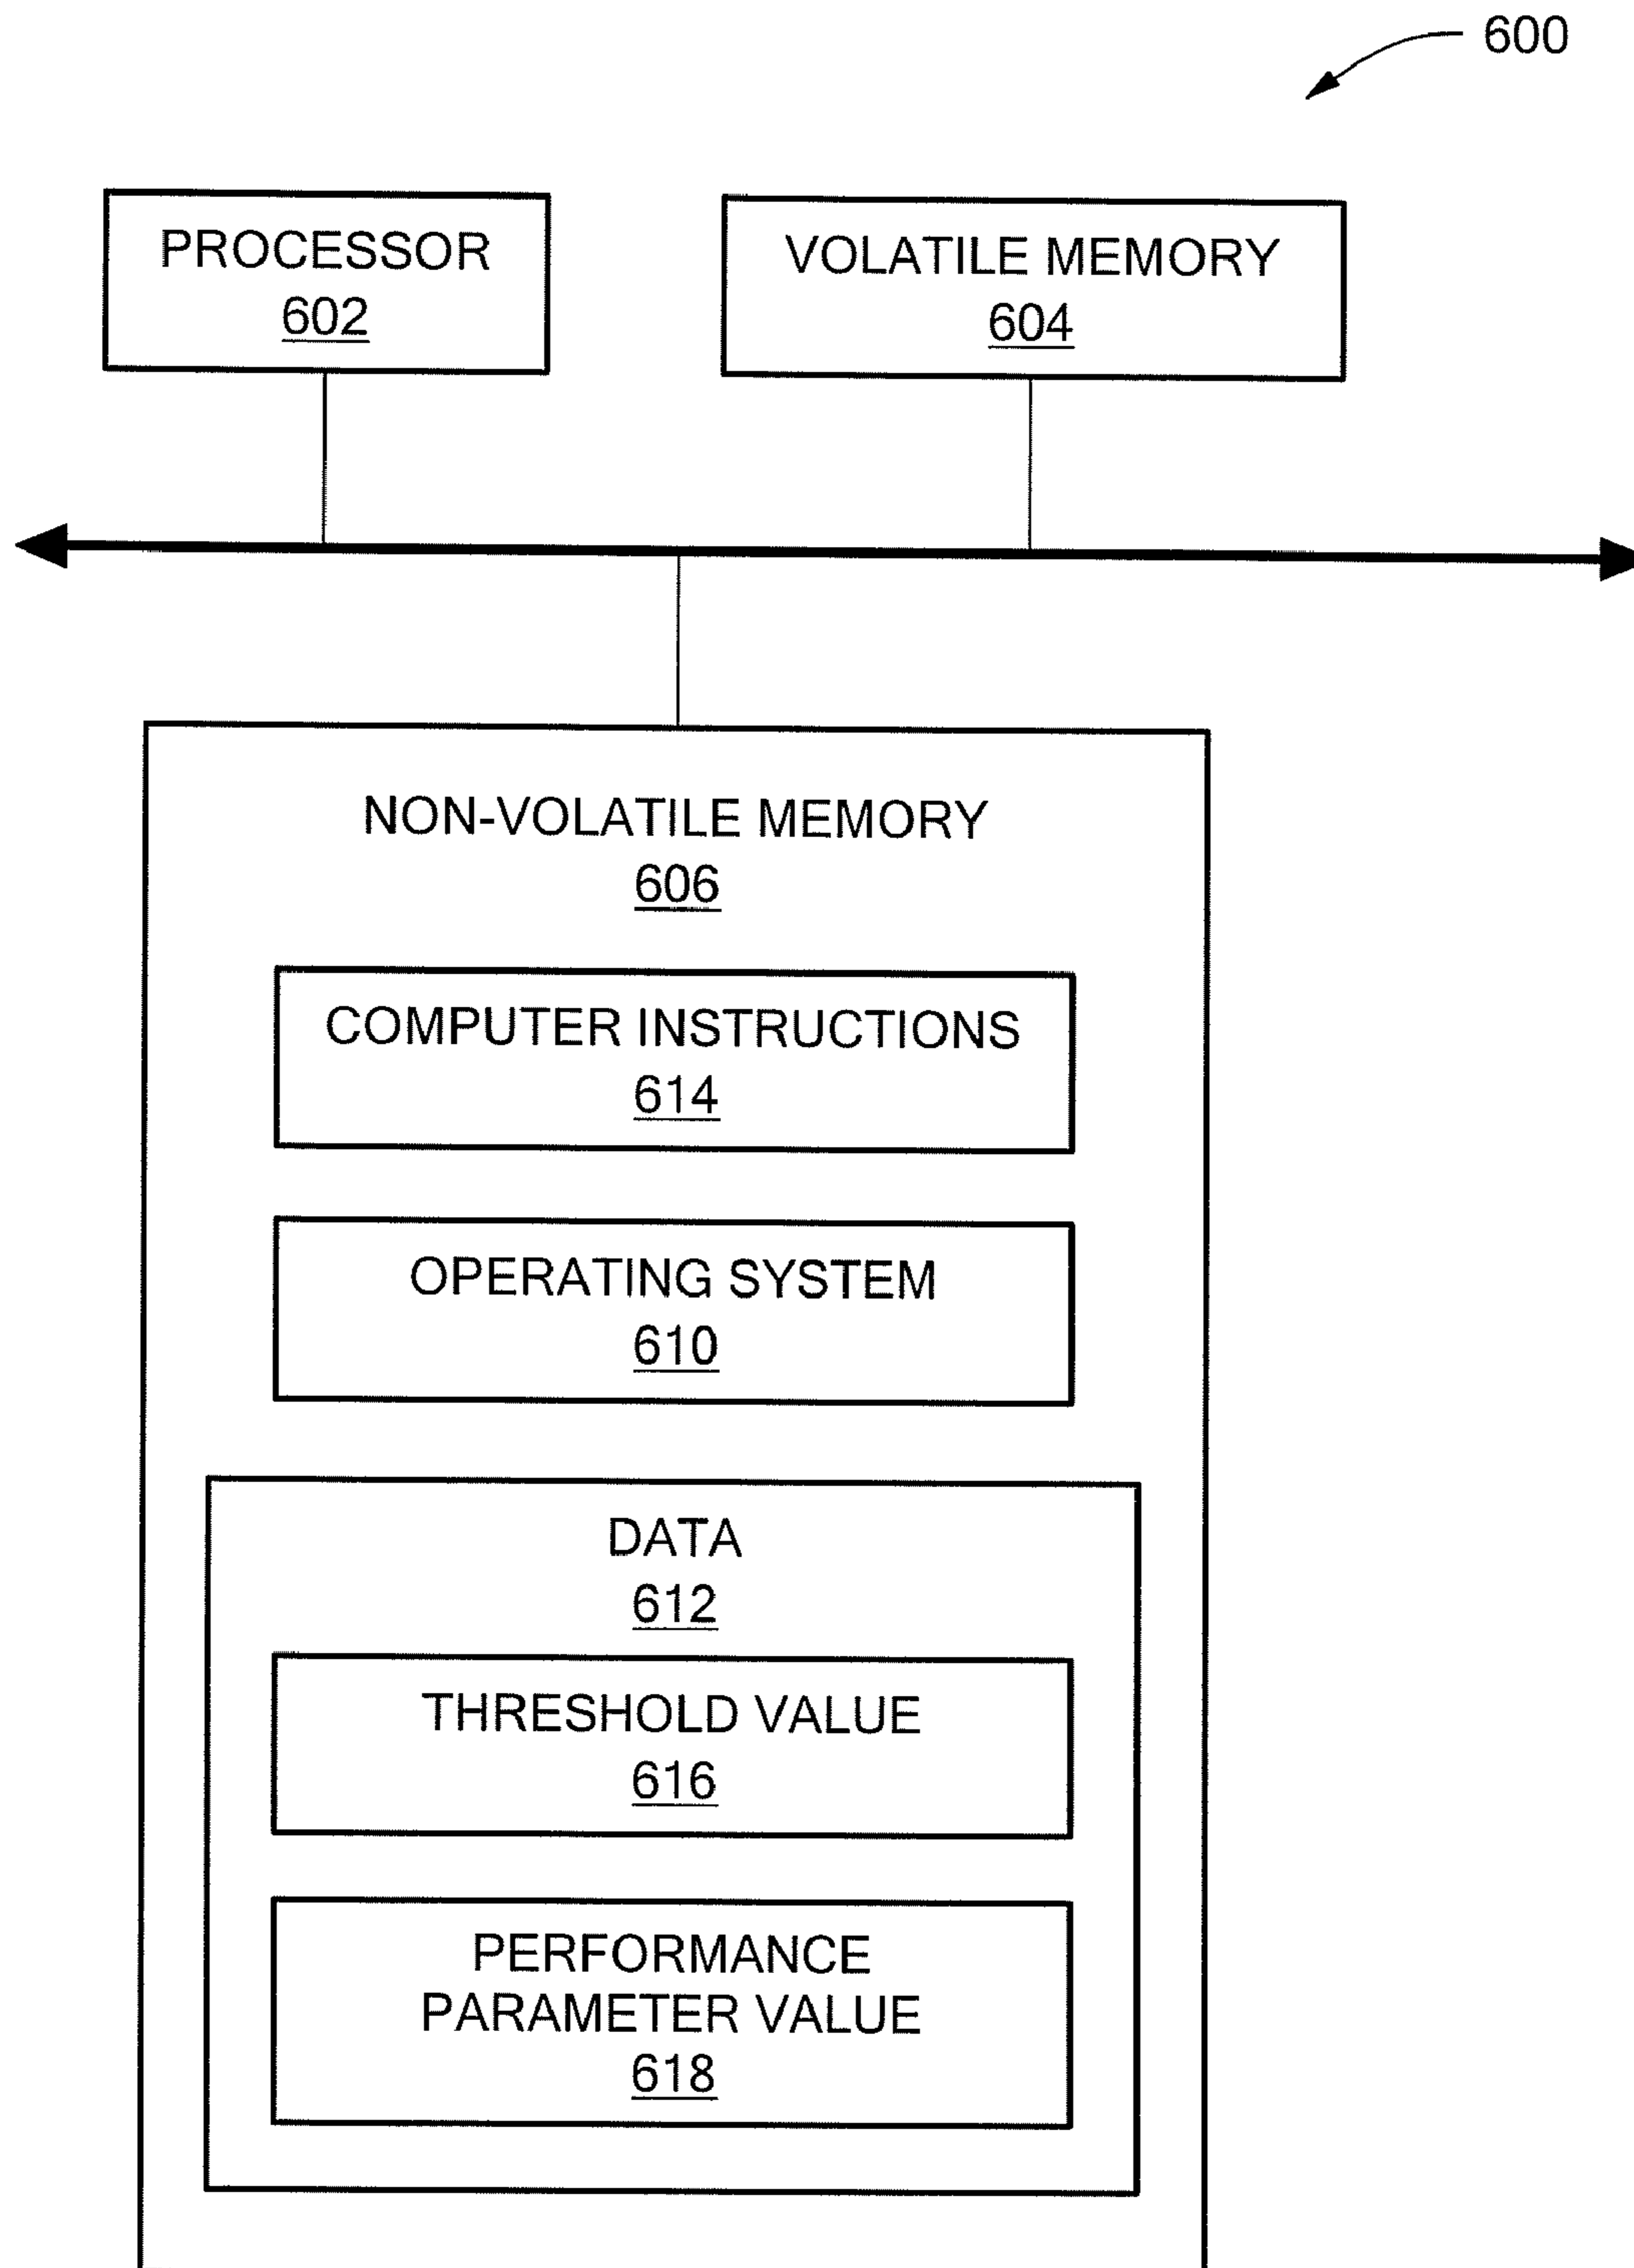 600
PROCESSOR
602
VOLATILE MEMORY
604
NON-VOLATILE MEMORY
606
COMPUTER INSTRUCTIONS
614
OPERATING SYSTEM
610
DATA
612
THRESHOLD VALUE
616
PERFORMANCE
PARAMETER VALUE
618